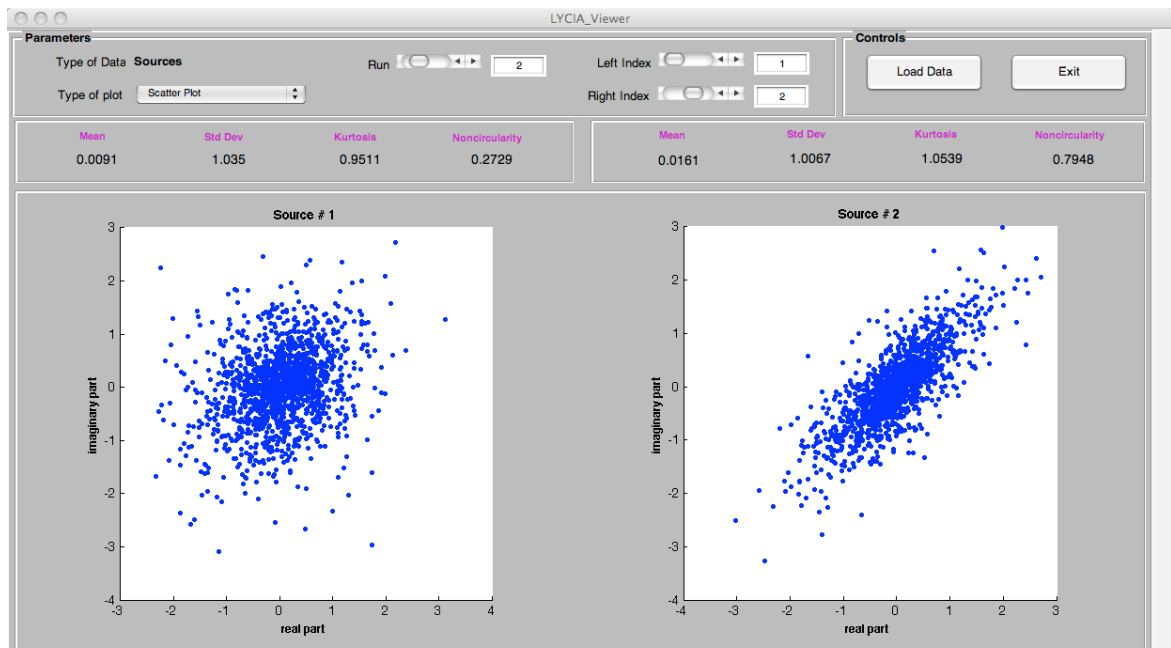 LYCIA_Viewer
Parameters
Type of Data Sources
Run 2
Left Index 1
Type of plot Scatter Plot
Right Index 2
Controls
Load Data Exit
Mean Std Dev Kurtosis Noncircularity
0.0091 1.035 0.9511 0.2729
Mean Std Dev Kurtosis Noncircularity
0.0161 1.0067 1.0539 0.7948
Source # 1
3
2
1
0
-1
-2
-3
-4
imaginary part
-3 -2 -1 0 1 2 3 4
real part
Source # 2
3
2
1
0
-1
-2
-3
-4
imaginary part
-4 -3 -2 -1 0 1 2 3
real part